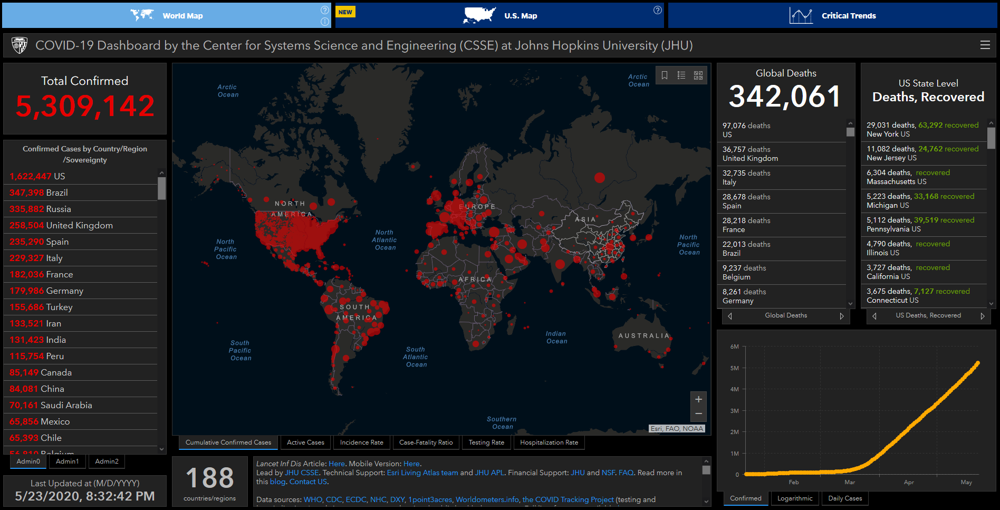 World Map
NEW
U.S. Map
Critical Trends
COVID-19 Dashboard by the Center for Systems Science and Engineering (CSSE) at Johns Hopkins University (JHU)
Total Confirmed
5,309,142
Confirmed Cases by Country/Region
/Sovereignty
1,622,447 US
347,398 Brazil
335,882 Russia
258,504 United Kingdom
235,290 Spain
229,327 Italy
182,036 France
179,986 Germany
155,686 Turkey
133,521 Iran
131,423 India
115,754 Peru
85,149 Canada
84,081 China
70,161 Saudi Arabia
65,856 Mexico
65,393 Chile
56,810 Belgium
Admin0
Admin1
Admin2
Last Updated at (M/D/YYYY)
5/23/2020, 8:32:42 PM
Arctic
Ocean
Arctic
Ocean
NORTH
AMERICA
EUROPE
ASIA
North
Pacific
Ocean
North
Atlantic
Ocean
North
Pacific
Ocean
AFRICA
SOUTH
AMERICA
AUSTRALIA
Indian
Ocean
South
Pacific
Ocean
South
Atlantic
Ocean
Southern
Ocean
+
−
Esri, FAO, NOAA
Cumulative Confirmed Cases
Active Cases
Incidence Rate
Case-Fatality Ratio
Testing Rate
Hospitalization Rate
188
countries/regions
Lancet Inf Dis Article: Here. Mobile Version: Here.
Lead by JHU CSSE. Technical Support: Esri Living Atlas team and JHU APL. Financial Support: JHU and NSF. FAQ. Read more in
this blog. Contact US.
Data sources: WHO, CDC, ECDC, NHC, DXY, 1point3acres, Worldometers.info, the COVID Tracking Project (testing and
Global Deaths
342,061
97,076 deaths
US
36,757 deaths
United Kingdom
32,735 deaths
Italy
28,678 deaths
Spain
28,218 deaths
France
22,013 deaths
Brazil
9,237 deaths
Belgium
8,261 deaths
Germany
Global Deaths
US State Level
Deaths, Recovered
29,031 deaths, 63,292 recovered
New York US
11,082 deaths, 24,762 recovered
New Jersey US
6,304 deaths, recovered
Massachusetts US
5,223 deaths, 33,168 recovered
Michigan US
5,112 deaths, 39,519 recovered
Pennsylvania US
4,790 deaths, recovered
Illinois US
3,727 deaths, recovered
California US
3,675 deaths, 7,127 recovered
Connecticut US
US Deaths, Recovered
6M
5M
4M
3M
2M
1M
0
Feb
Mar
Apr
May
Confirmed
Logarithmic
Daily Cases